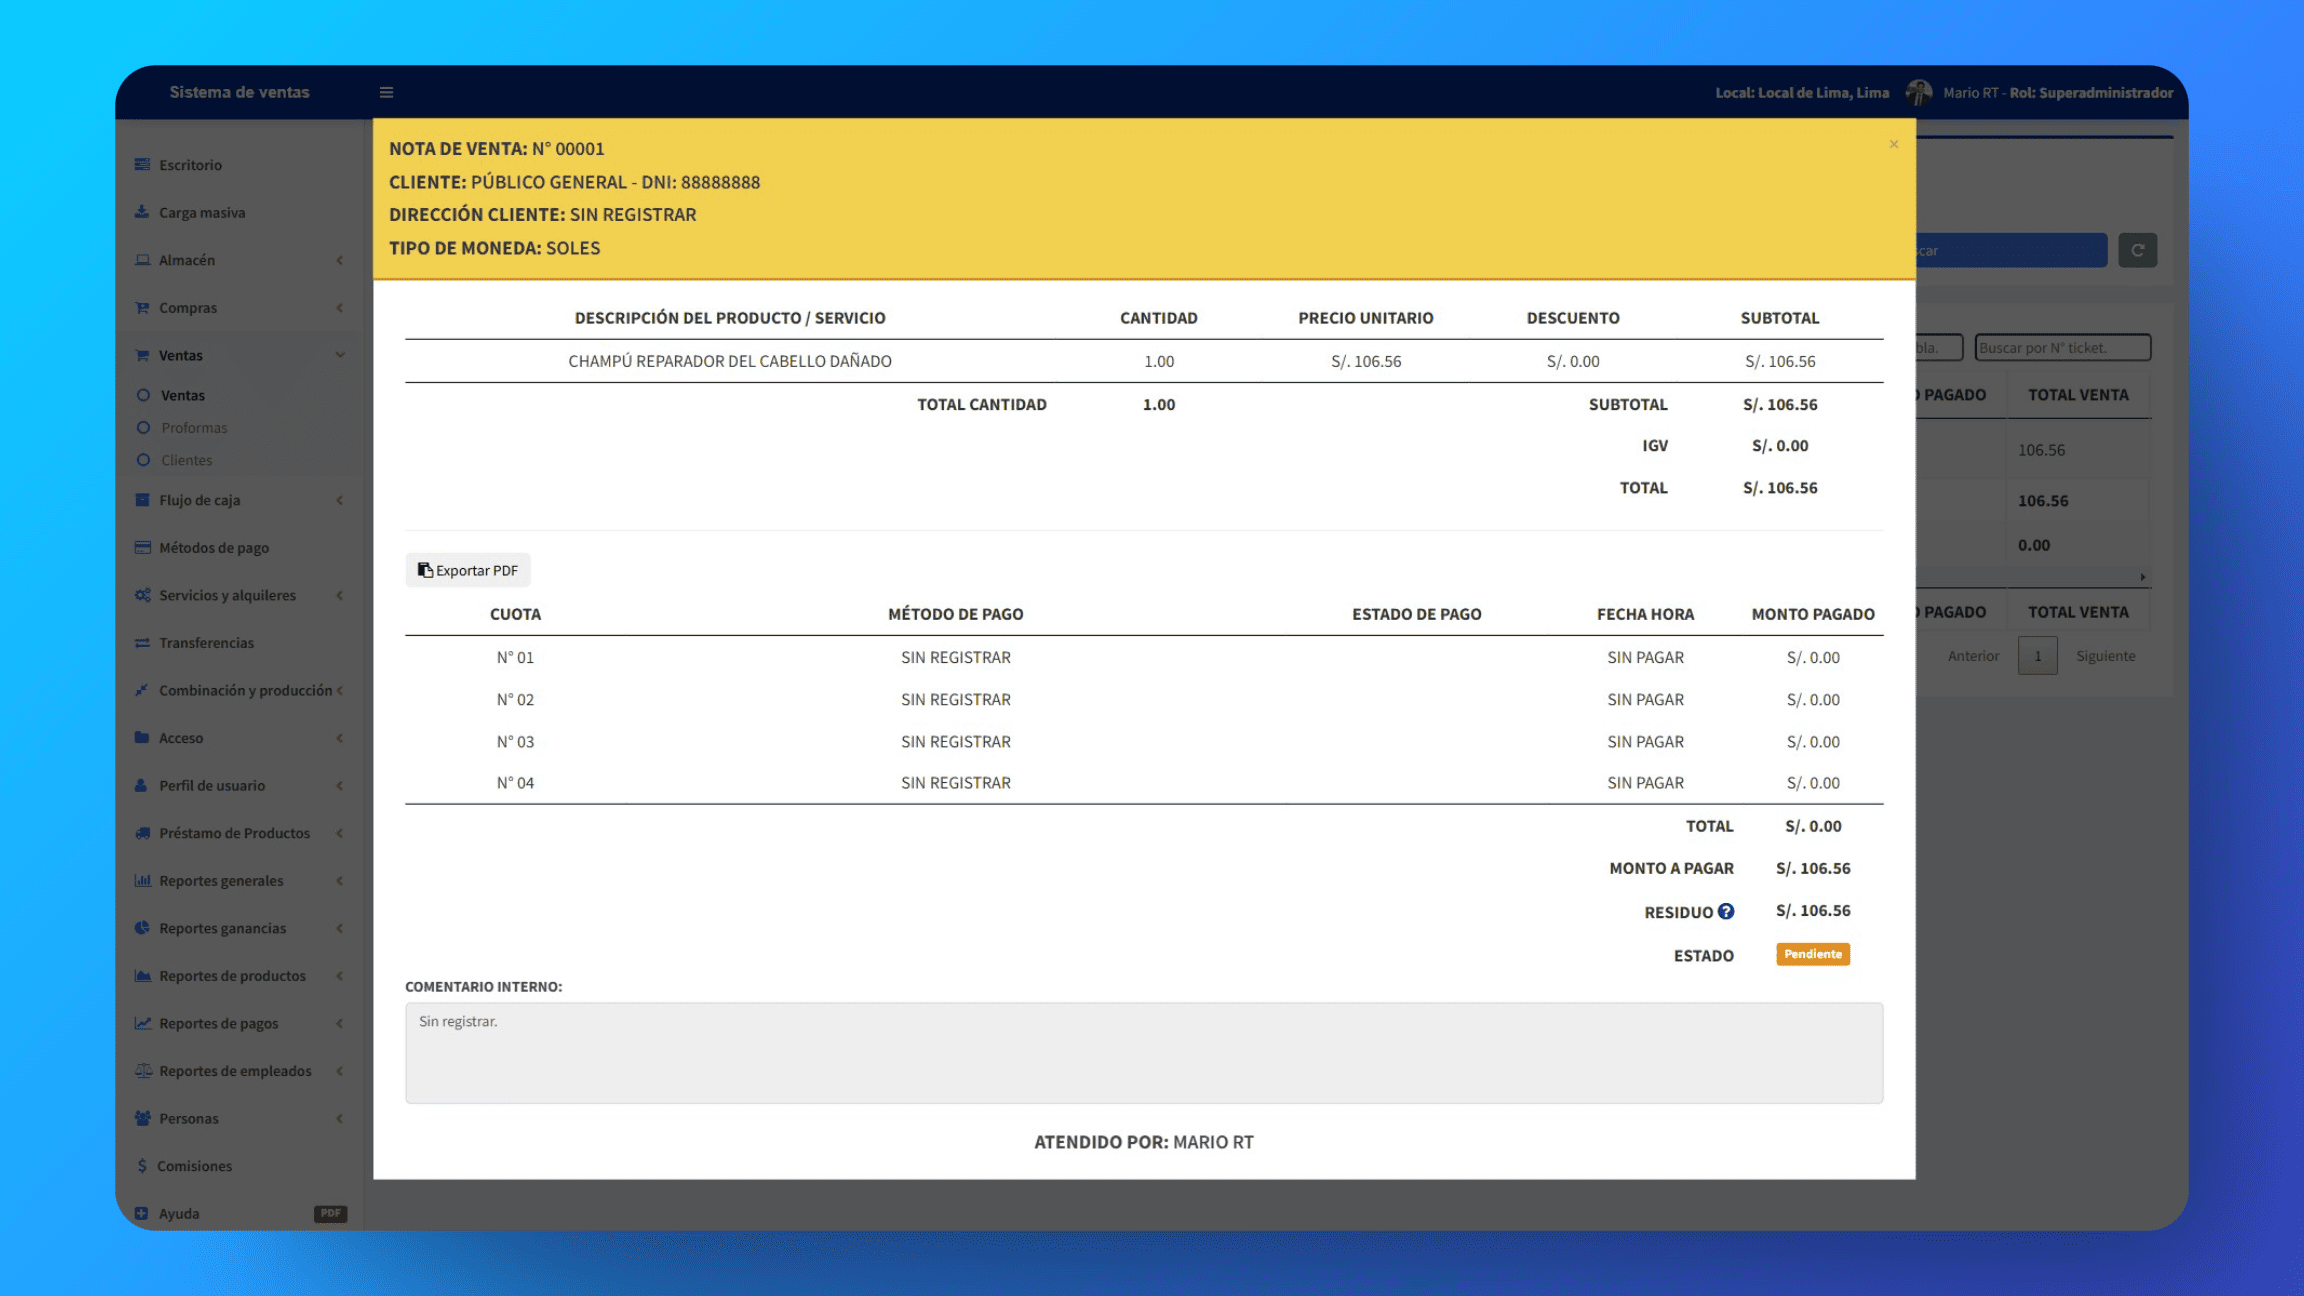 Sistema de ventas
Local: Local de Lima, Lima
Mario RT - Rol: Superadministrador
Escritorio
Carga masiva
Almacén
Compras
Ventas
Ventas
Proformas
Clientes
Flujo de caja
Métodos de pago
Servicios y alquileres
Transferencias
Combinación y producción
Acceso
Perfil de usuario
Préstamo de Productos
Reportes generales
Reportes ganancias
Reportes de productos
Reportes de pagos
Reportes de empleados
Personas
$ Comisiones
Ayuda PDF
NOTA DE VENTA: N° 00001 ×
CLIENTE: PÚBLICO GENERAL - DNI: 88888888
DIRECCIÓN CLIENTE: SIN REGISTRAR
TIPO DE MONEDA: SOLES
DESCRIPCIÓN DEL PRODUCTO / SERVICIO CANTIDAD PRECIO UNITARIO DESCUENTO SUBTOTAL
CHAMPÚ REPARADOR DEL CABELLO DAÑADO 1.00 S/. 106.56 S/. 0.00 S/. 106.56
TOTAL CANTIDAD 1.00 SUBTOTAL S/. 106.56
IGV S/. 0.00
TOTAL S/. 106.56
Exportar PDF
CUOTA MÉTODO DE PAGO ESTADO DE PAGO FECHA HORA MONTO PAGADO
N° 01 SIN REGISTRAR SIN PAGAR S/. 0.00
N° 02 SIN REGISTRAR SIN PAGAR S/. 0.00
N° 03 SIN REGISTRAR SIN PAGAR S/. 0.00
N° 04 SIN REGISTRAR SIN PAGAR S/. 0.00
TOTAL S/. 0.00
MONTO A PAGAR S/. 106.56
RESIDUO ? S/. 106.56
ESTADO Pendiente
COMENTARIO INTERNO:
Sin registrar.
ATENDIDO POR: MARIO RT
Buscar por N° ticket.
PAGADO TOTAL VENTA
106.56
106.56
0.00
PAGADO TOTAL VENTA
Anterior 1 Siguiente